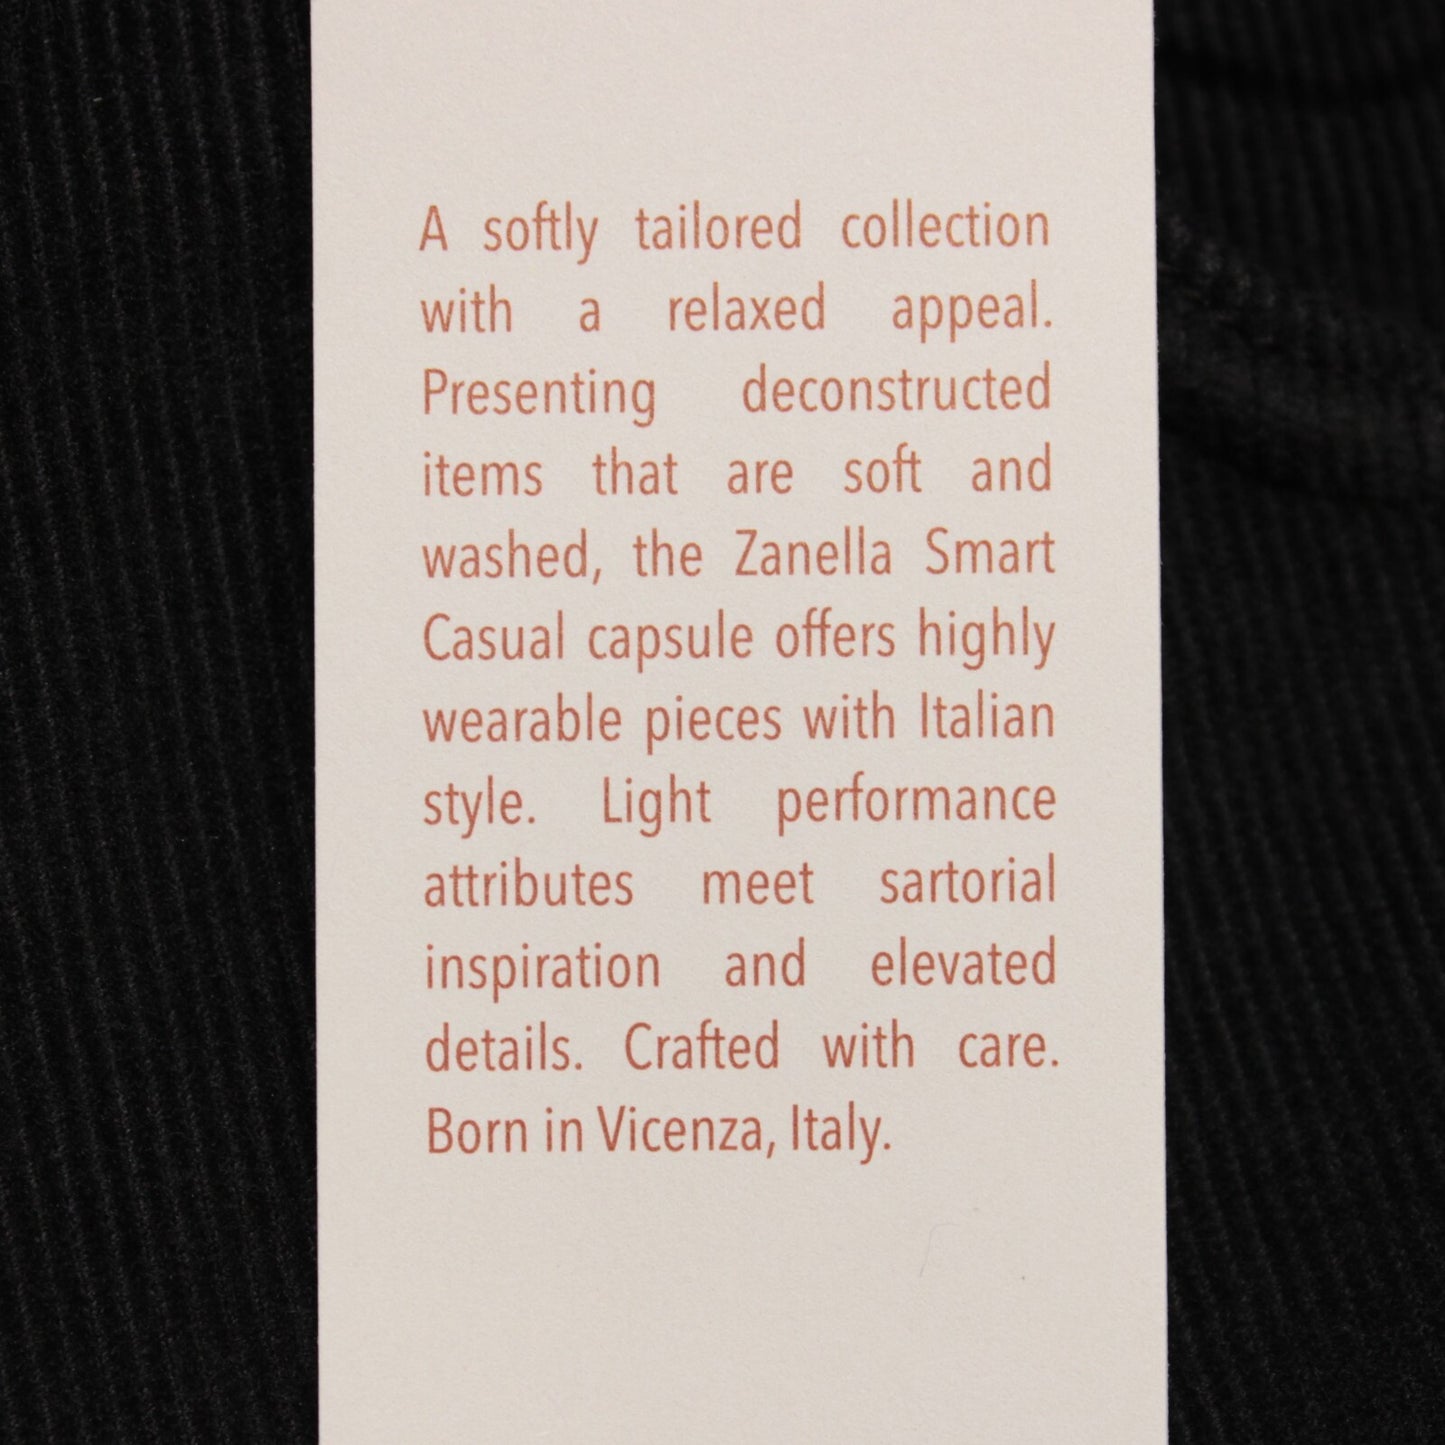 A softly tailored collection
with a relaxed appeal.
Presenting deconstructed
items that are soft and
washed, the Zanella Smart
Casual capsule offers highly
wearable pieces with Italian
style. Light performance
attributes meet sartorial
inspiration and elevated
details. Crafted with care.
Born in Vicenza, Italy.